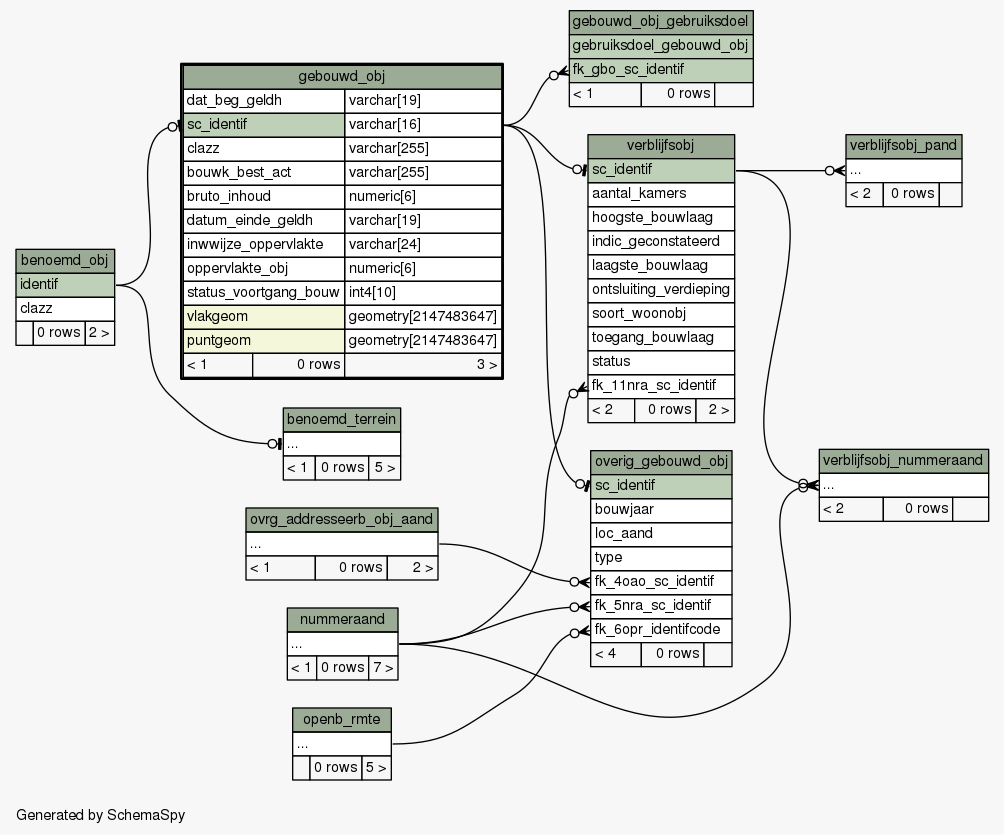 gebouwd_obj_gebruiksdoel
gebruiksdoel_gebouwd_obj
fk_gbo_sc_identif
< 1 0 rows
gebouwd_obj
dat_beg_geldh varchar[19]
sc_identif varchar[16]
clazz varchar[255]
bouwk_best_act varchar[255]
bruto_inhoud numeric[6]
datum_einde_geldh varchar[19]
inwwijze_oppervlakte varchar[24]
oppervlakte_obj numeric[6]
status_voortgang_bouw int4[10]
vlakgeom geometry[2147483647]
puntgeom geometry[2147483647]
< 1 0 rows 3 >
verblijfsobj
sc_identif
aantal_kamers
hoogste_bouwlaag
indic_geconstateerd
laagste_bouwlaag
ontsluiting_verdieping
soort_woonobj
toegang_bouwlaag
status
fk_11nra_sc_identif
< 2 0 rows 2 >
verblijfsobj_pand
...
< 2 0 rows
benoemd_obj
identif
clazz
0 rows 2 >
benoemd_terrein
...
< 1 0 rows 5 >
overig_gebouwd_obj
sc_identif
bouwjaar
loc_aand
type
fk_4oao_sc_identif
fk_5nra_sc_identif
fk_6opr_identifcode
< 4 0 rows
verblijfsobj_nummeraand
...
< 2 0 rows
ovrg_addresseerb_obj_aand
...
< 1 0 rows 2 >
nummeraand
...
< 1 0 rows 7 >
openb_rmte
...
0 rows 5 >
Generated by SchemaSpy